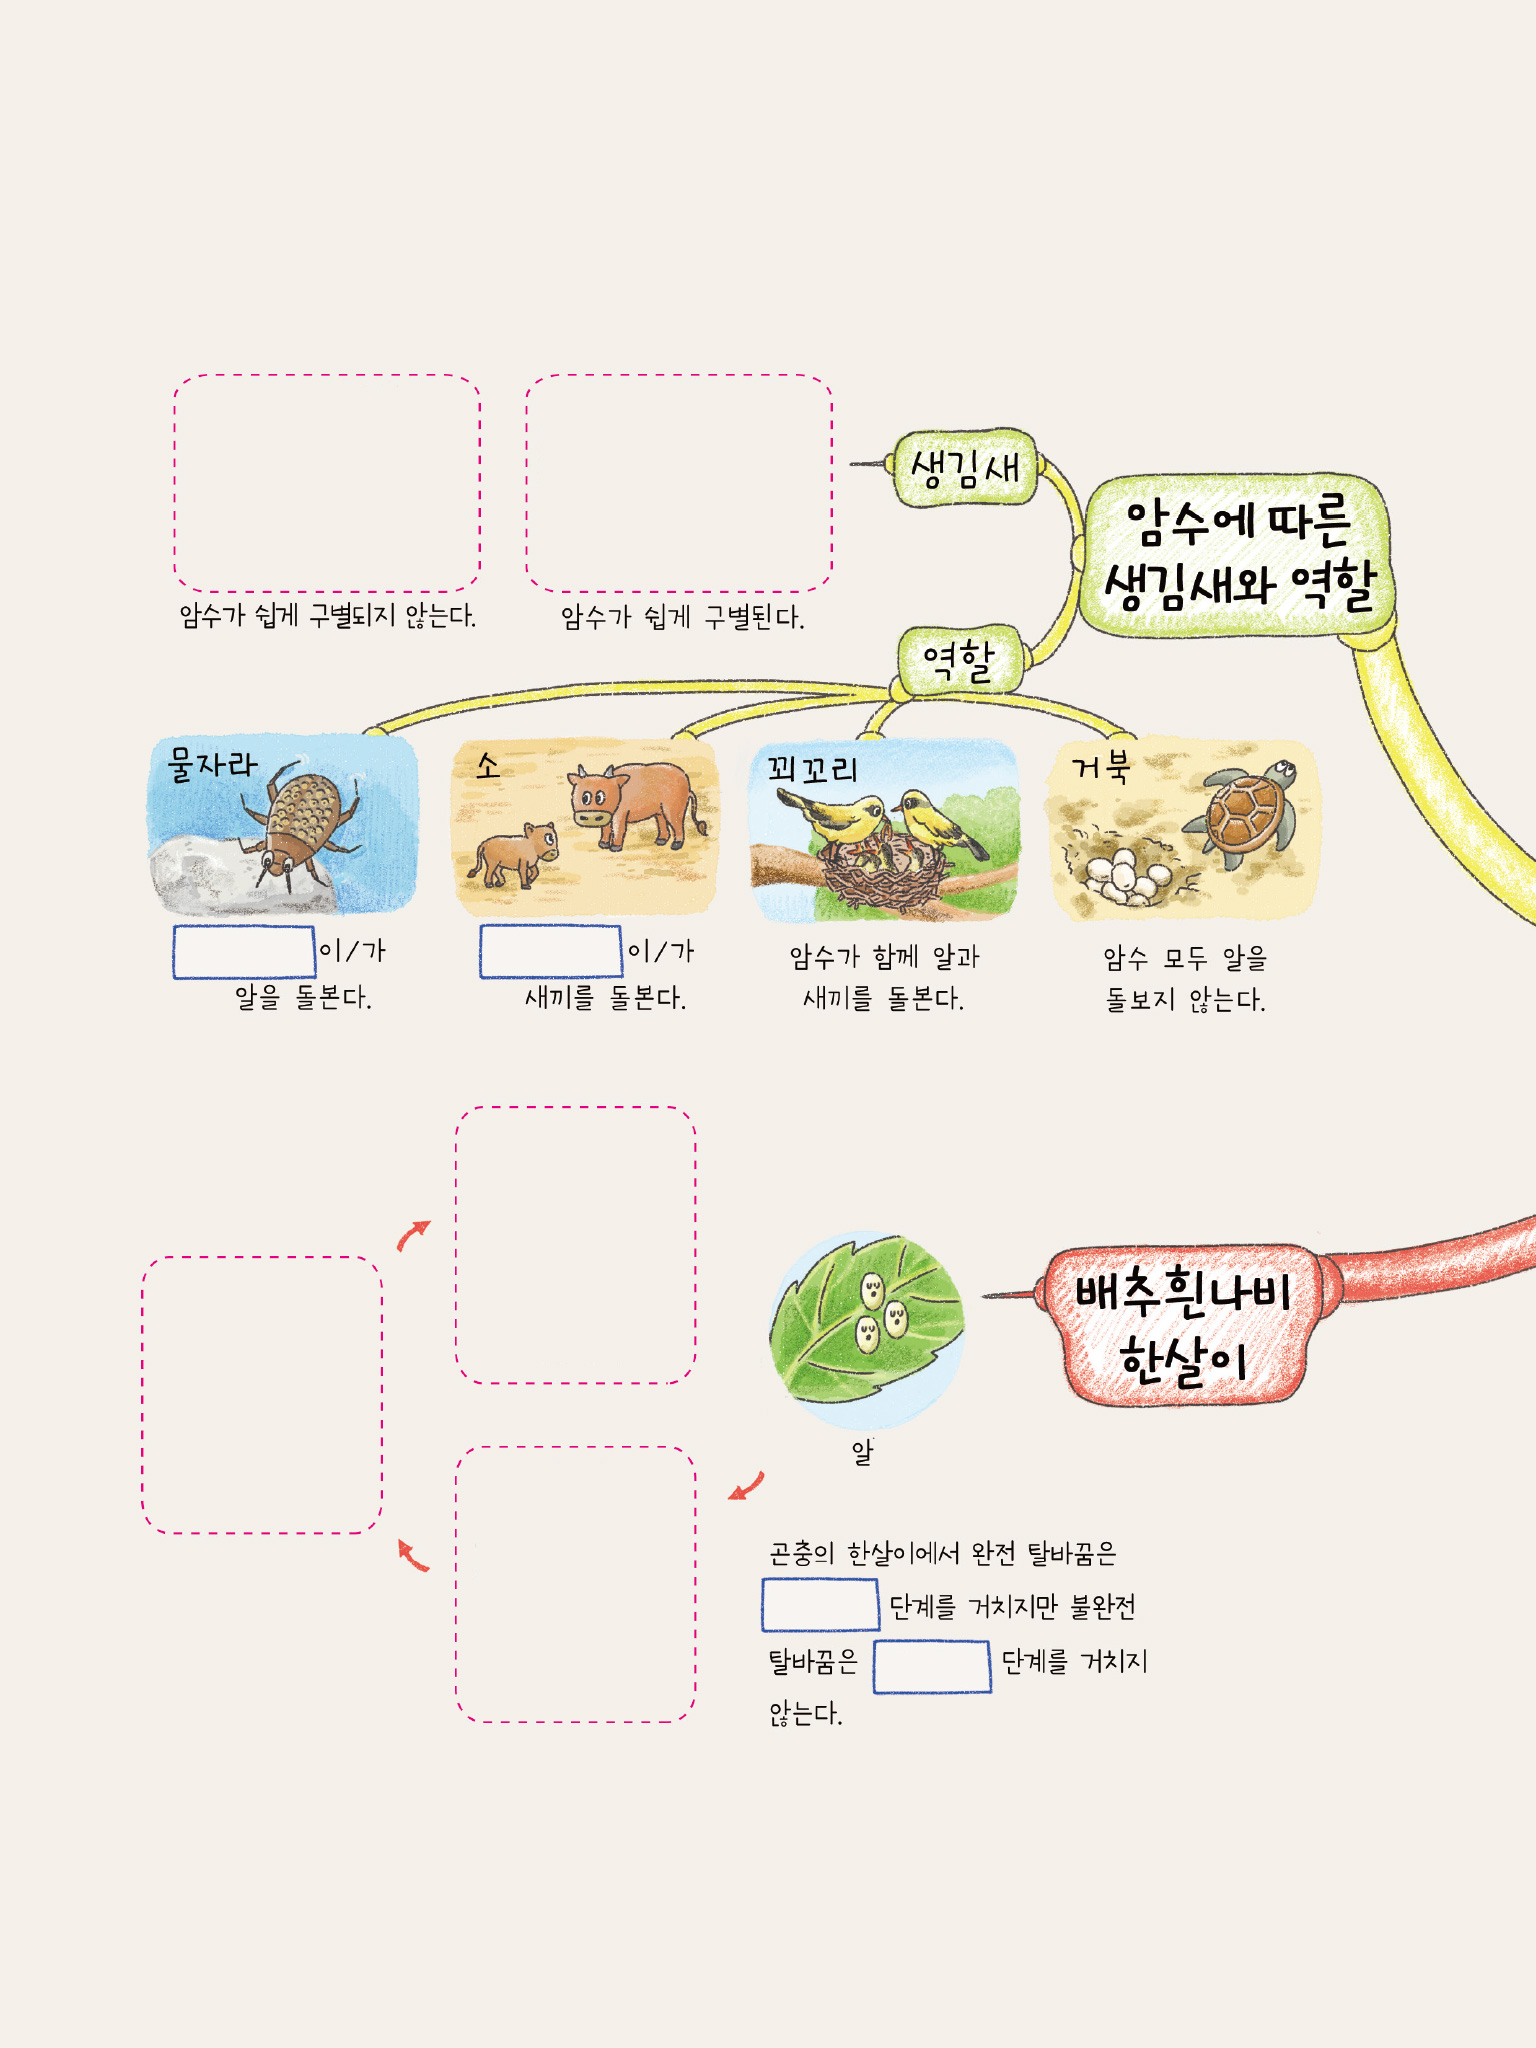 생김새
암수에 따른
생김새와 역할
암수가 쉽게 구별되지 않는다.
암수가 쉽게 구별된다.
역할
물자라
소
꾀꼬리
거북
이/가
알을 돌본다.
이/가
새끼를 돌본다.
암수가 함께 알과
새끼를 돌본다.
암수 모두 알을
돌보지 않는다.
배추흰나비
한살이
알
곤충의 한살이에서 완전 탈바꿈은
단계를 거치지만 불완전
탈바꿈은 단계를 거치지
않는다.